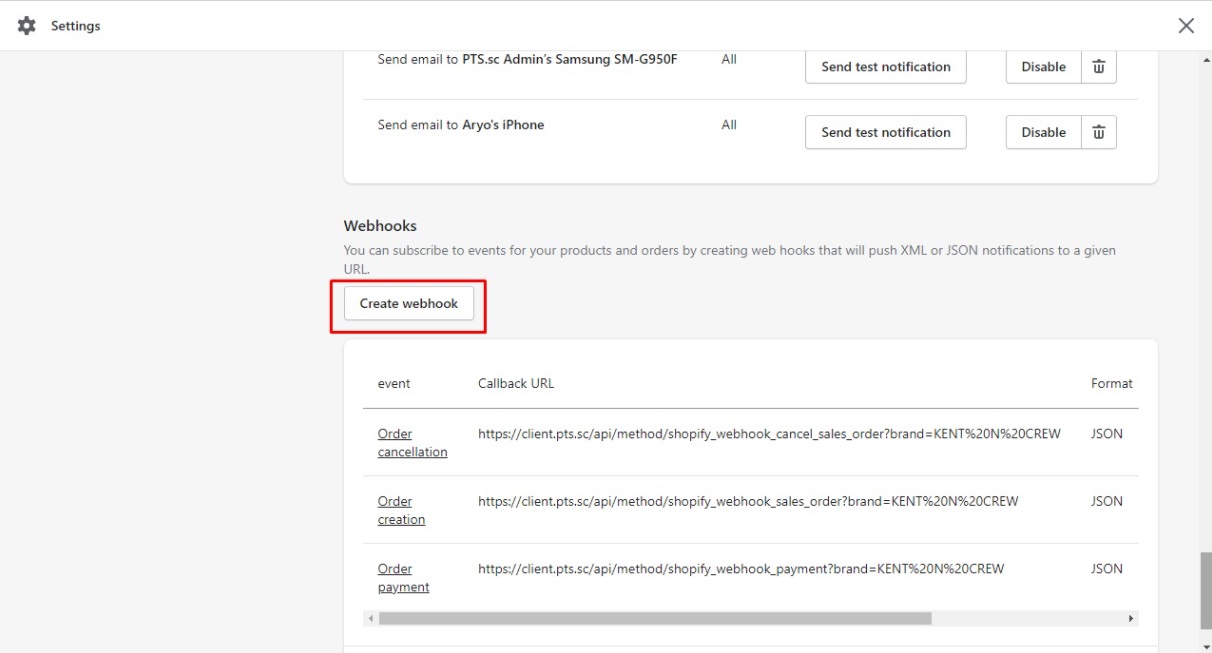 Settings
Send email to PTS.sc Admin's Samsung SM-G950F All Send test notification Disable
Send email to Aryo's iPhone All Send test notification Disable
Webhooks
You can subscribe to events for your products and orders by creating web hooks that will push XML or JSON notifications to a given
URL.
Create webhook
event Callback URL Format
Order https://client.pts.sc/api/method/shopify_webhook_cancel_sales_order?brand=KENT%20N%20CREW JSON
cancellation
Order https://client.pts.sc/api/method/shopify_webhook_sales_order?brand=KENT%20N%20CREW JSON
creation
Order https://client.pts.sc/api/method/shopify_webhook_payment?brand=KENT%20N%20CREW JSON
payment